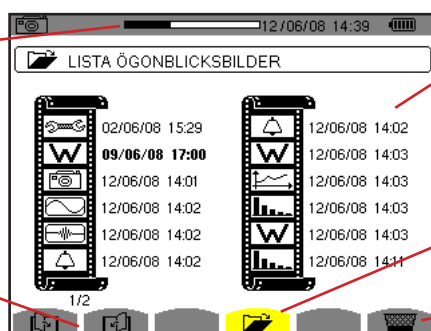 12/06/08 14:39
LISTA ÖGONBLICKSBILDER
02/06/08 15:29
W 09/06/08 17:00
12/06/08 14:01
12/06/08 14:02
12/06/08 14:02
12/06/08 14:02
12/06/08 14:02
W 12/06/08 14:03
12/06/08 14:03
12/06/08 14:03
W 12/06/08 14:03
12/06/08 14:11
1/2